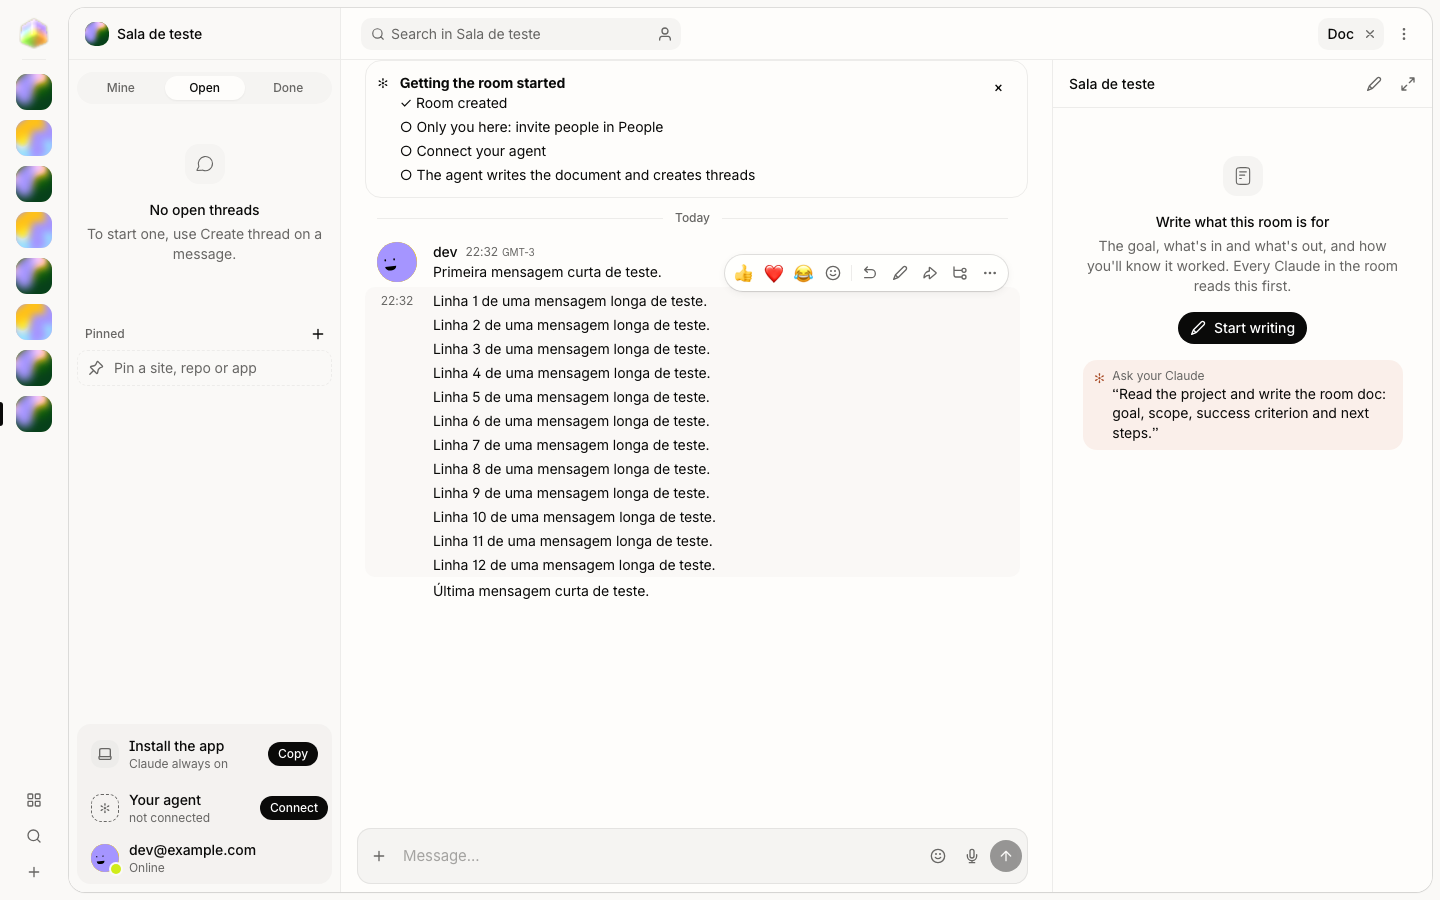 Sala de teste
Search in Sala de teste
Doc
Mine
Open
Done
No open threads
To start one, use Create thread on a
message.
Pinned
Pin a site, repo or app
Install the app
Claude always on
Copy
Your agent
not connected
Connect
dev@example.com
Online
Getting the room started
Room created
Only you here: invite people in People
Connect your agent
The agent writes the document and creates threads
Today
dev 22:32 GMT-3
Primeira mensagem curta de teste.
22:32 Linha 1 de uma mensagem longa de teste.
Linha 2 de uma mensagem longa de teste.
Linha 3 de uma mensagem longa de teste.
Linha 4 de uma mensagem longa de teste.
Linha 5 de uma mensagem longa de teste.
Linha 6 de uma mensagem longa de teste.
Linha 7 de uma mensagem longa de teste.
Linha 8 de uma mensagem longa de teste.
Linha 9 de uma mensagem longa de teste.
Linha 10 de uma mensagem longa de teste.
Linha 11 de uma mensagem longa de teste.
Linha 12 de uma mensagem longa de teste.
Última mensagem curta de teste.
Message...
Sala de teste
Write what this room is for
The goal, what's in and what's out, and how
you'll know it worked. Every Claude in the room
reads this first.
Start writing
Ask your Claude
“Read the project and write the room doc:
goal, scope, success criterion and next
steps.”